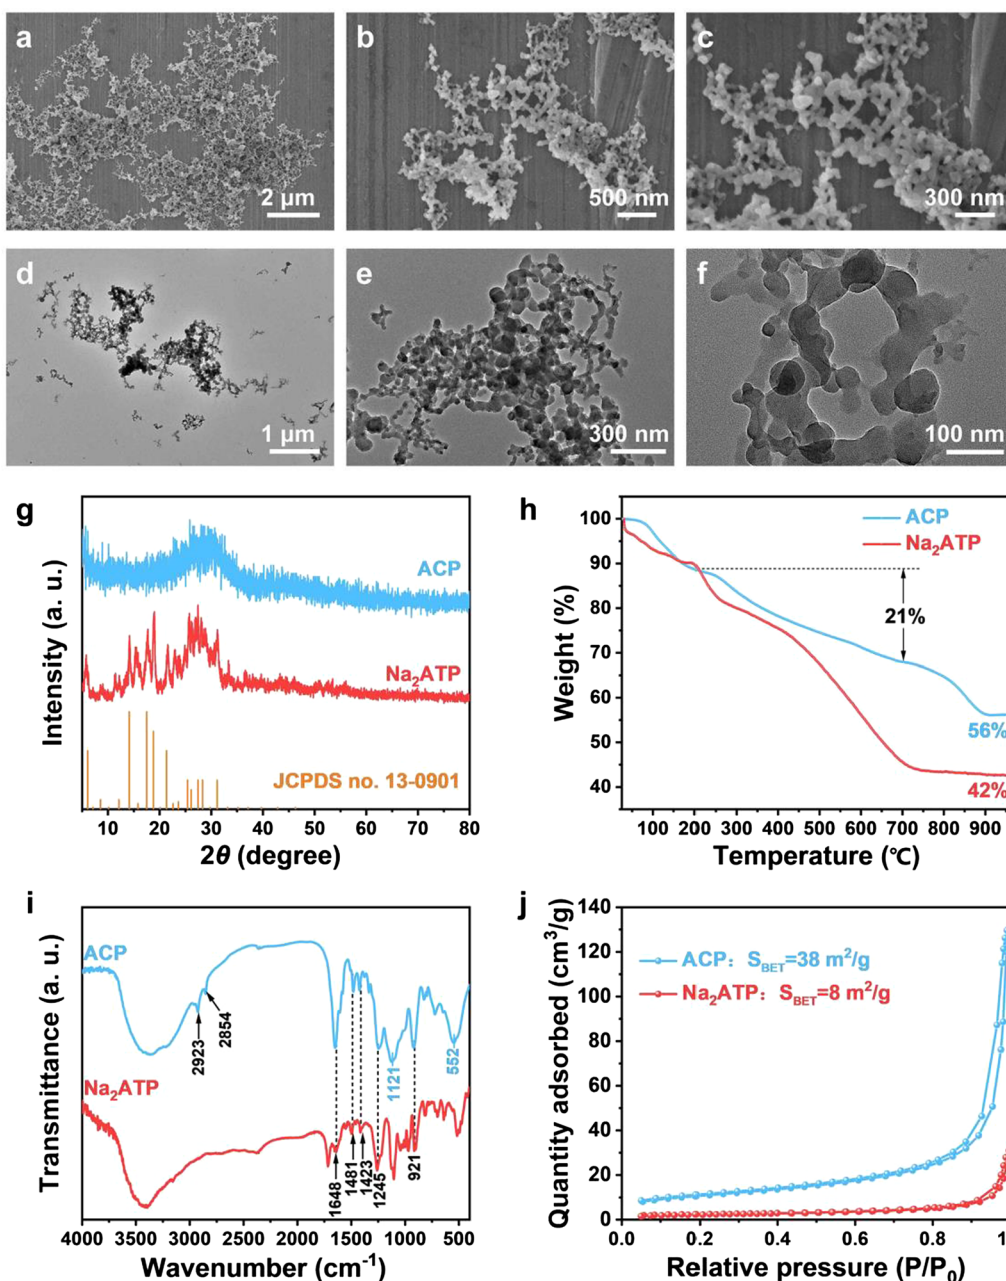 a
2 μm
b
500 nm
c
300 nm
d
1 μm
e
300 nm
f
100 nm
g
Intensity (a. u.)
ACP
Na₂ATP
JCPDS no. 13-0901
10 20 30 40 50 60 70 80
2θ (degree)
h
Weight (%)
100
90
80
70
60
50
40
ACP
Na₂ATP
21%
56%
42%
100 200 300 400 500 600 700 800 900
Temperature (℃)
i
Transmittance (a. u.)
ACP
2923
2854
1121
552
Na₂ATP
1648
1481
1423
1245
921
4000 3500 3000 2500 2000 1500 1000 500
Wavenumber (cm⁻¹)
j
Quantity adsorbed (cm³/g)
140
130
120
110
100
80
60
40
20
0
ACP：S_BET=38 m²/g
Na₂ATP：S_BET=8 m²/g
0.0 0.2 0.4 0.6 0.8 1
Relative pressure (P/P₀)